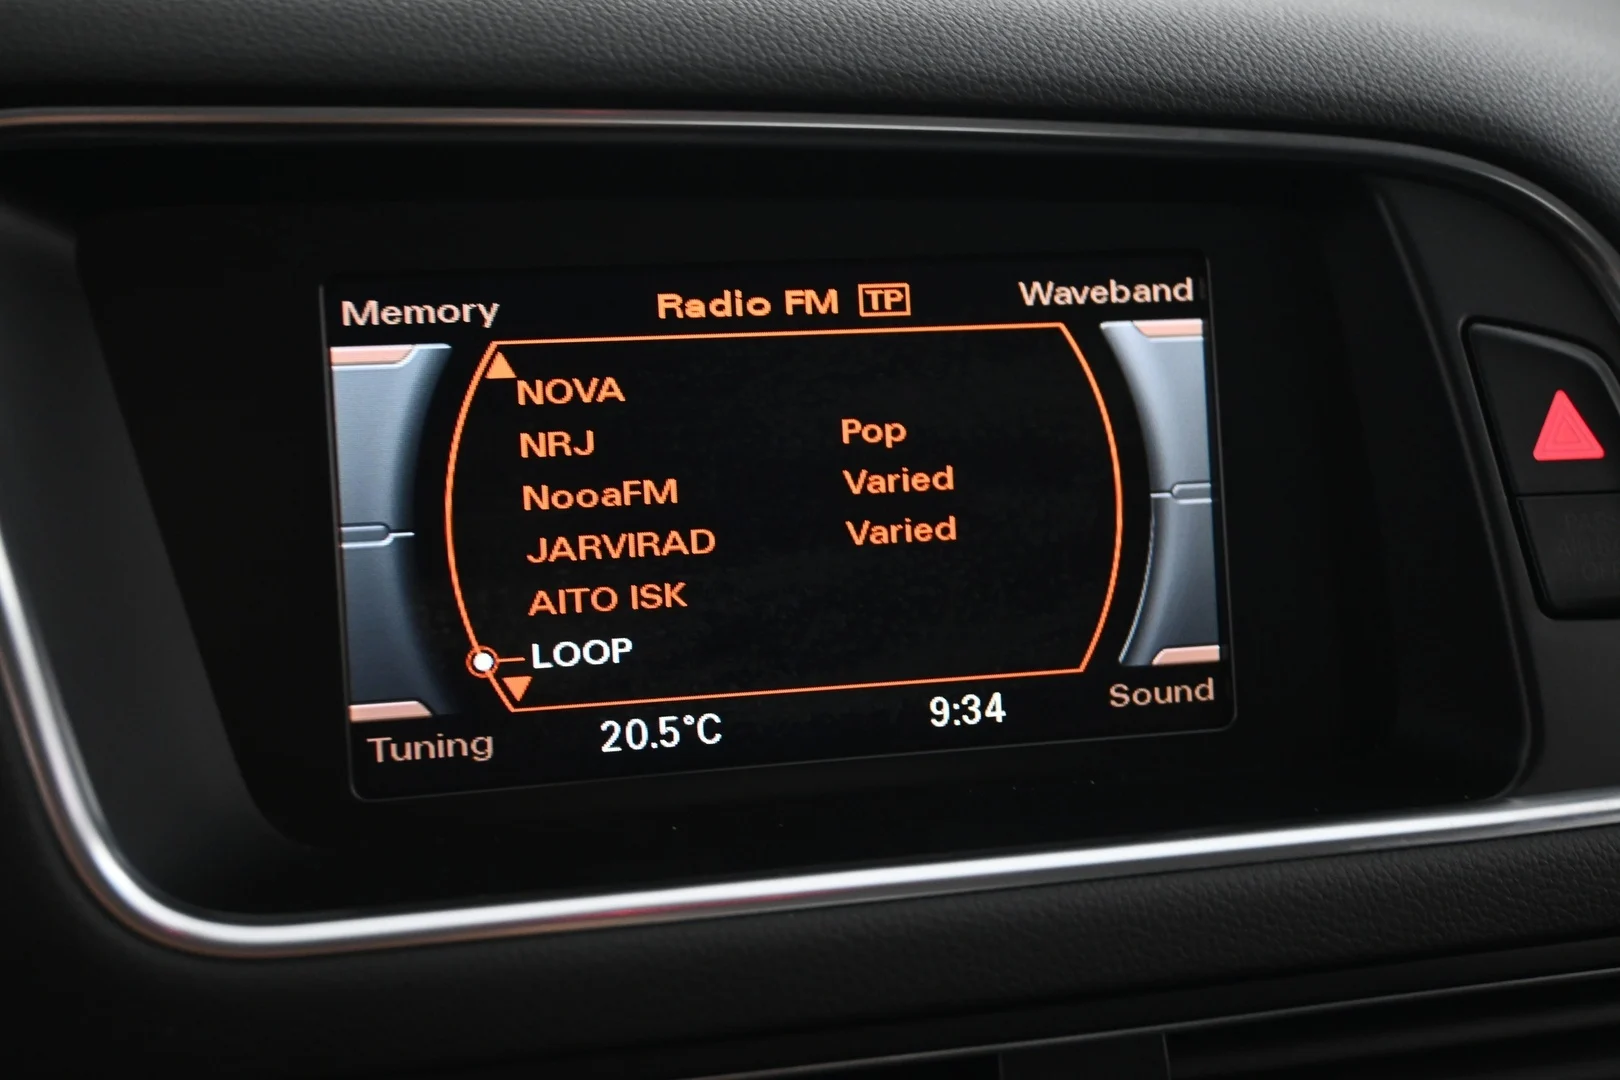 Memory Radio FM TP Waveband
NOVA
NRJ Pop
NooaFM Varied
JARVIRAD Varied
AITO ISK
LOOP
Tuning 20.5°C 9:34 Sound